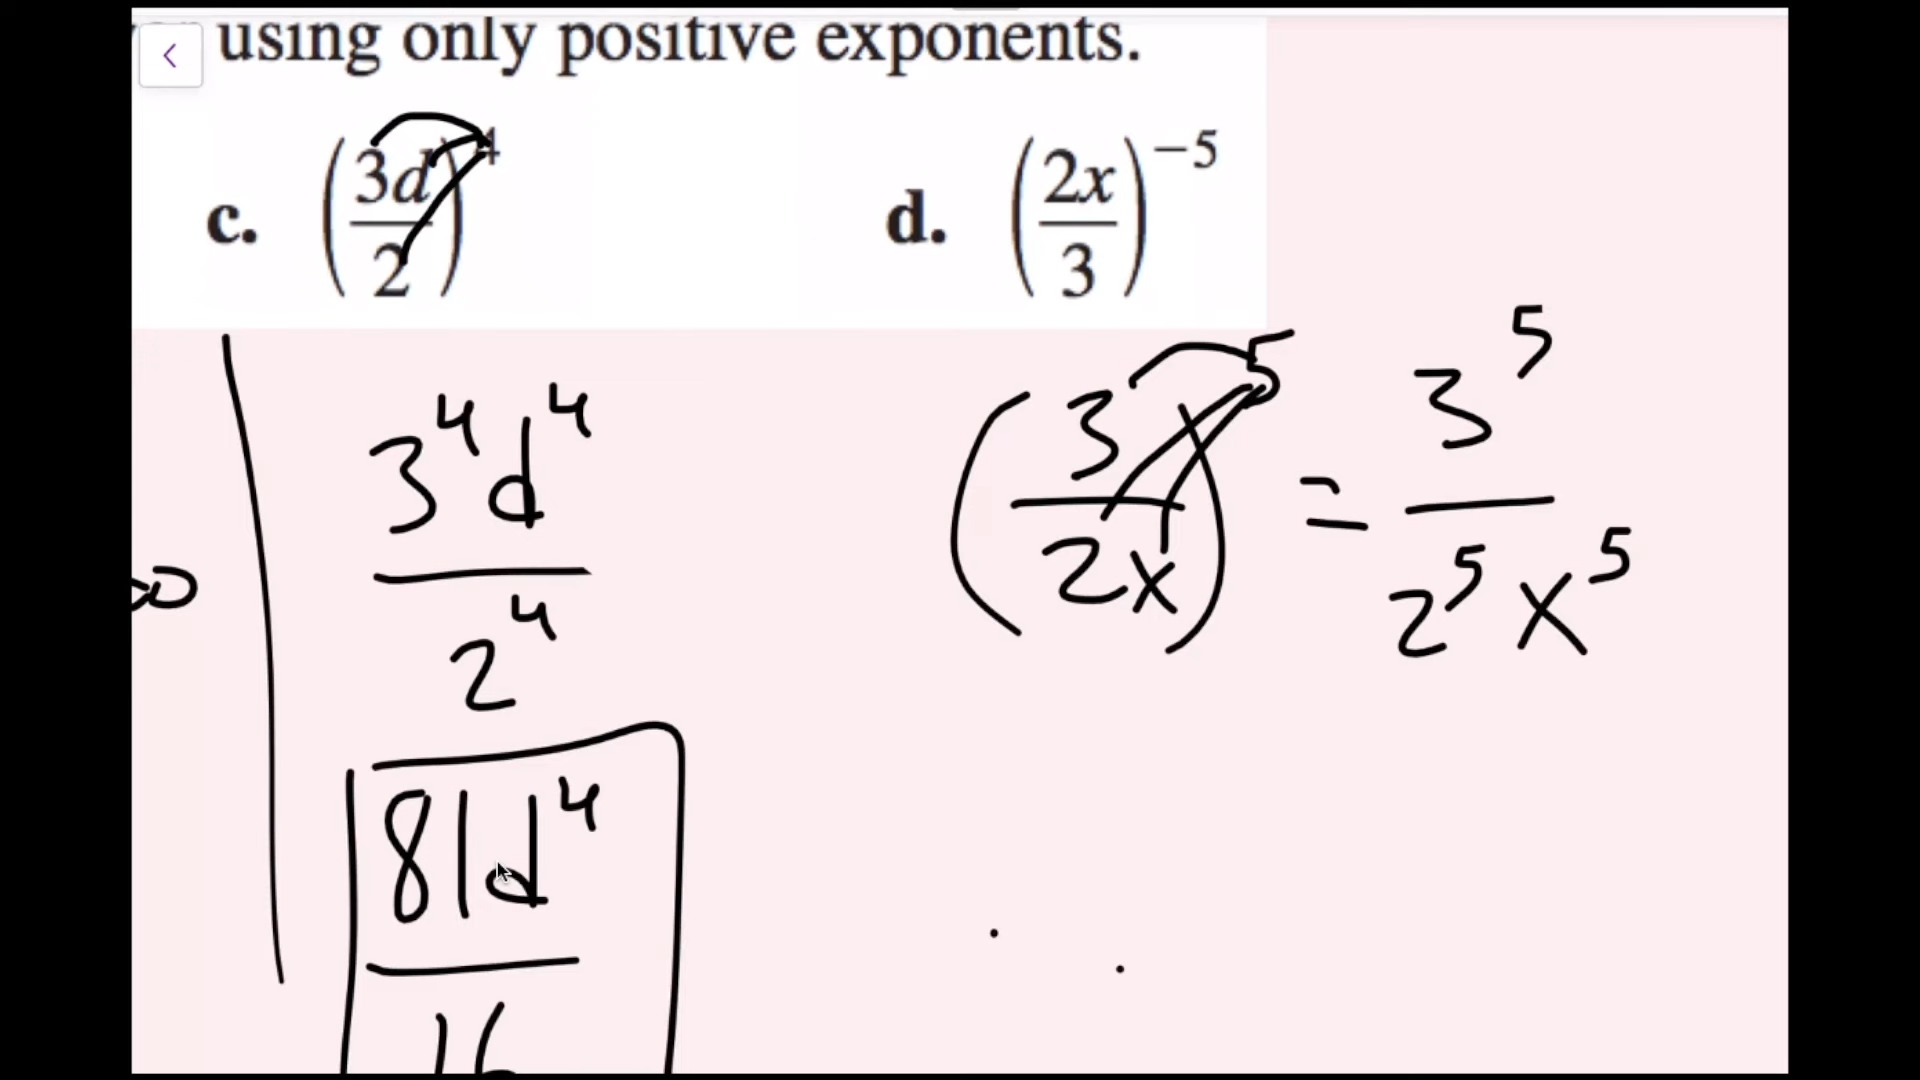 using only positive exponents.
c. (3d/2)^4
d. (2x/3)^-5
3^4 d^4 / 2^4
81d^4 / 16
(3/2x)^5 = 3^5 / 2^5 x^5